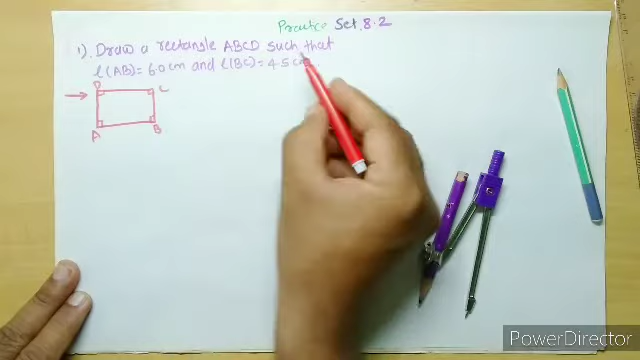 Practice Set. 8.2
1). Draw a rectangle ABCD such that
l(AB)= 6.0 cm and l(BC)= 4.5 cm
D C
A B
PowerDirector